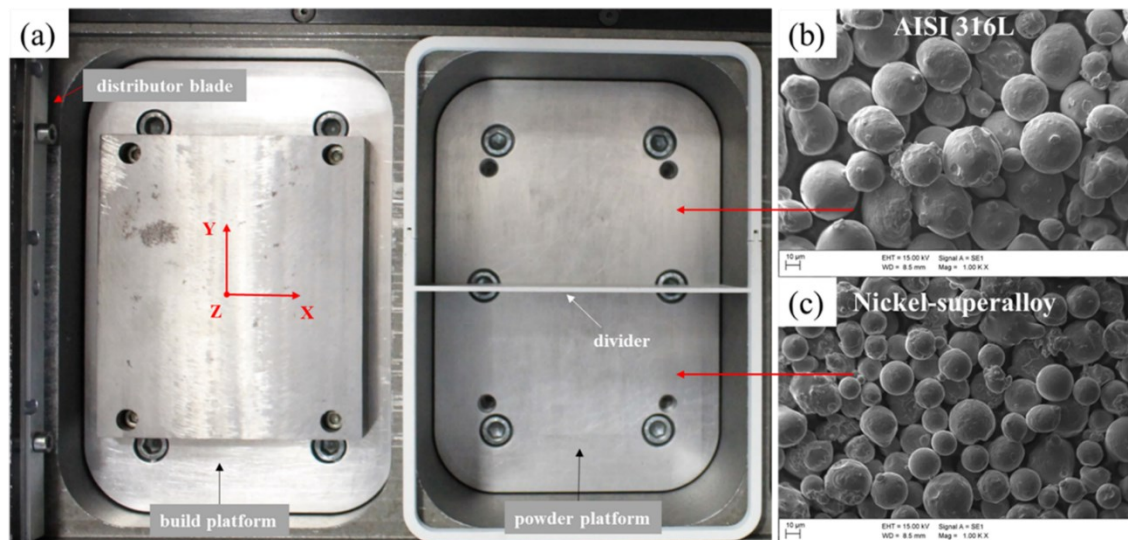 (a)
distributor blade
Y
Z
X
divider
build platform
powder platform
(b)
AISI 316L
10 µm
EHT = 15.00 kV
Signal A = SE1
WD = 8.5 mm
Mag = 1.00 K X
(c)
Nickel-superalloy
10 µm
EHT = 15.00 kV
Signal A = SE1
WD = 8.5 mm
Mag = 1.00 K X